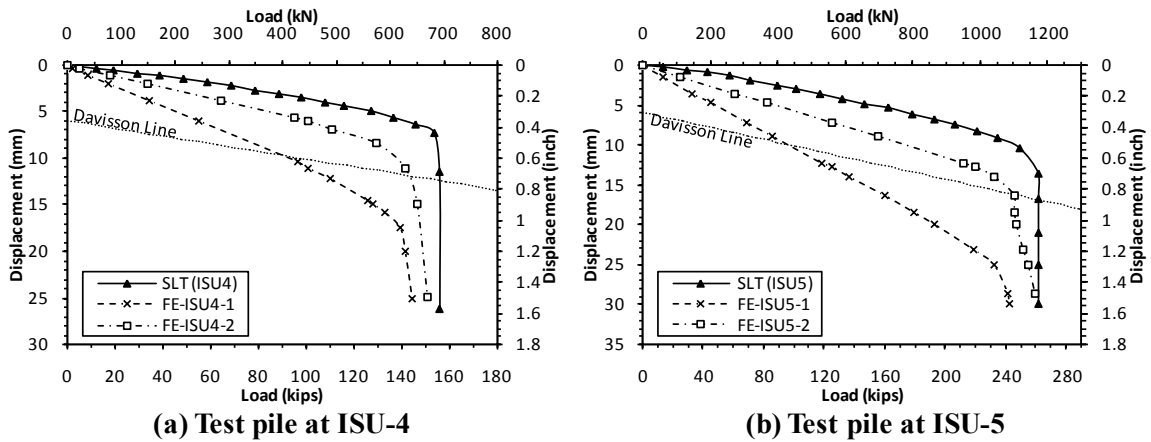 Load (kN)
0 100 200 300 400 500 600 700 800
Displacement (mm)
0
5
10
15
20
25
30
Davisson Line
SLT (ISU4)
FE-ISU4-1
FE-ISU4-2
0
0.2
0.4
0.6
0.8
1
1.2
1.4
1.6
1.8
Displacement (inch)
0 20 40 60 80 100 120 140 160 180
Load (kips)
(a) Test pile at ISU-4
Load (kN)
0 200 400 600 800 1000 1200
Displacement (mm)
0
5
10
15
20
25
30
35
Davisson Line
SLT (ISU5)
FE-ISU5-1
FE-ISU5-2
0
0.2
0.4
0.6
0.8
1
1.2
1.4
1.6
1.8
Displacement (inch)
0 40 80 120 160 200 240 280
Load (kips)
(b) Test pile at ISU-5